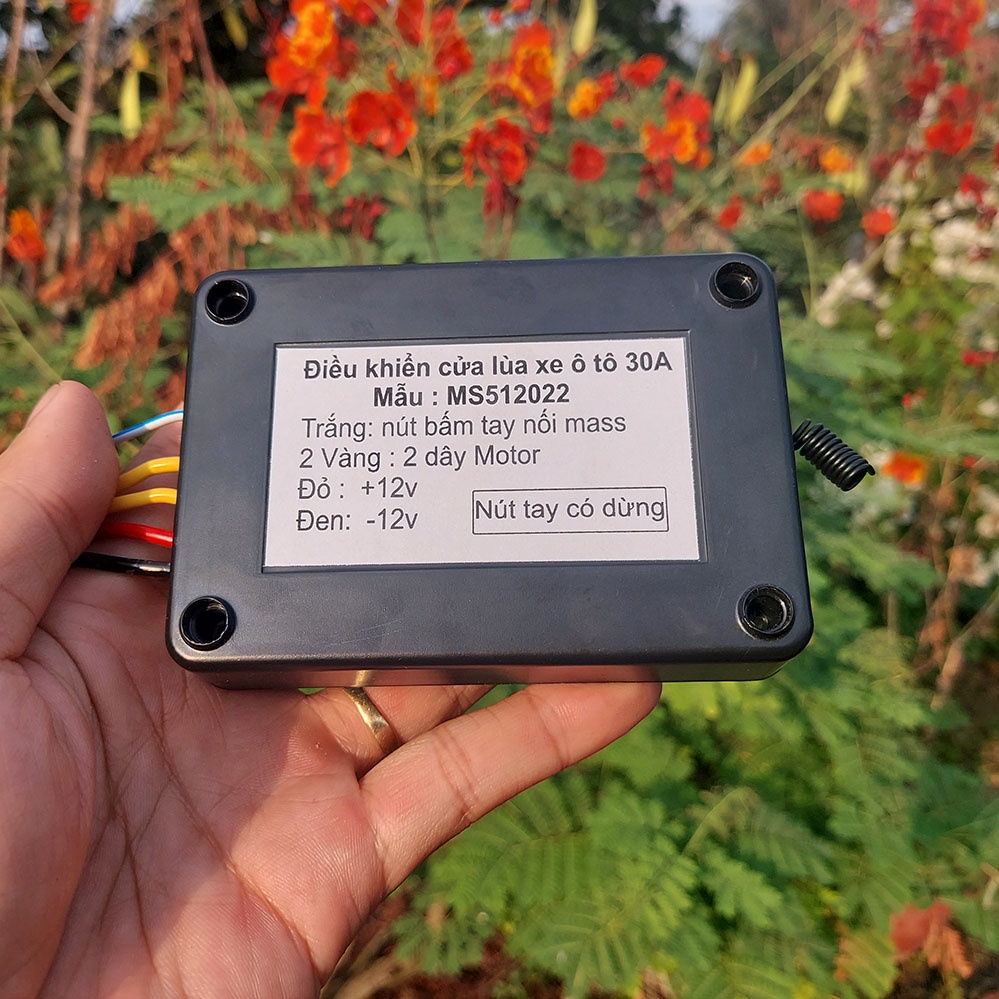 Điều khiển cửa lùa xe ô tô 30A
Mẫu : MS512022
Trắng: nút bấm tay nối mass
2 Vàng : 2 dây Motor
Đỏ : +12v
Đen: -12v
Nút tay có dừng